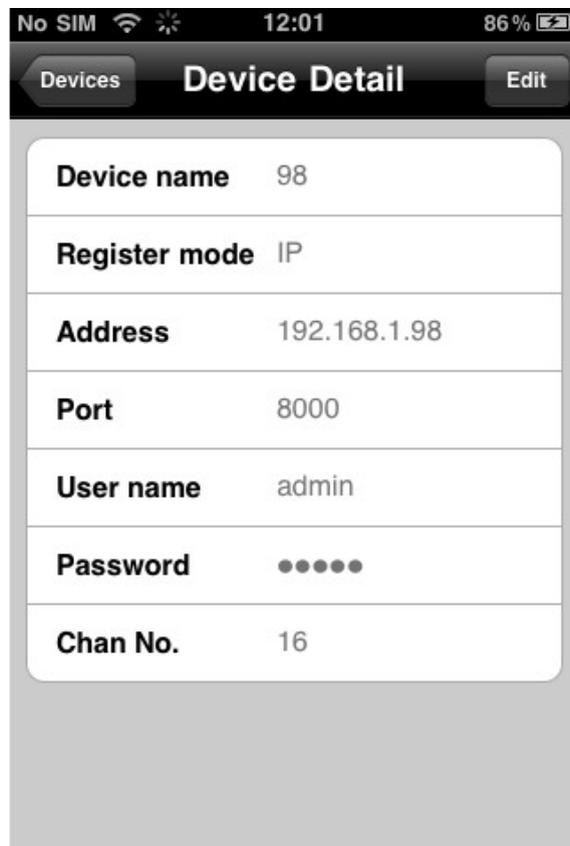 No SIM 12:01 86%
Devices Device Detail Edit
Device name 98
Register mode IP
Address 192.168.1.98
Port 8000
User name admin
Password •••••
Chan No. 16